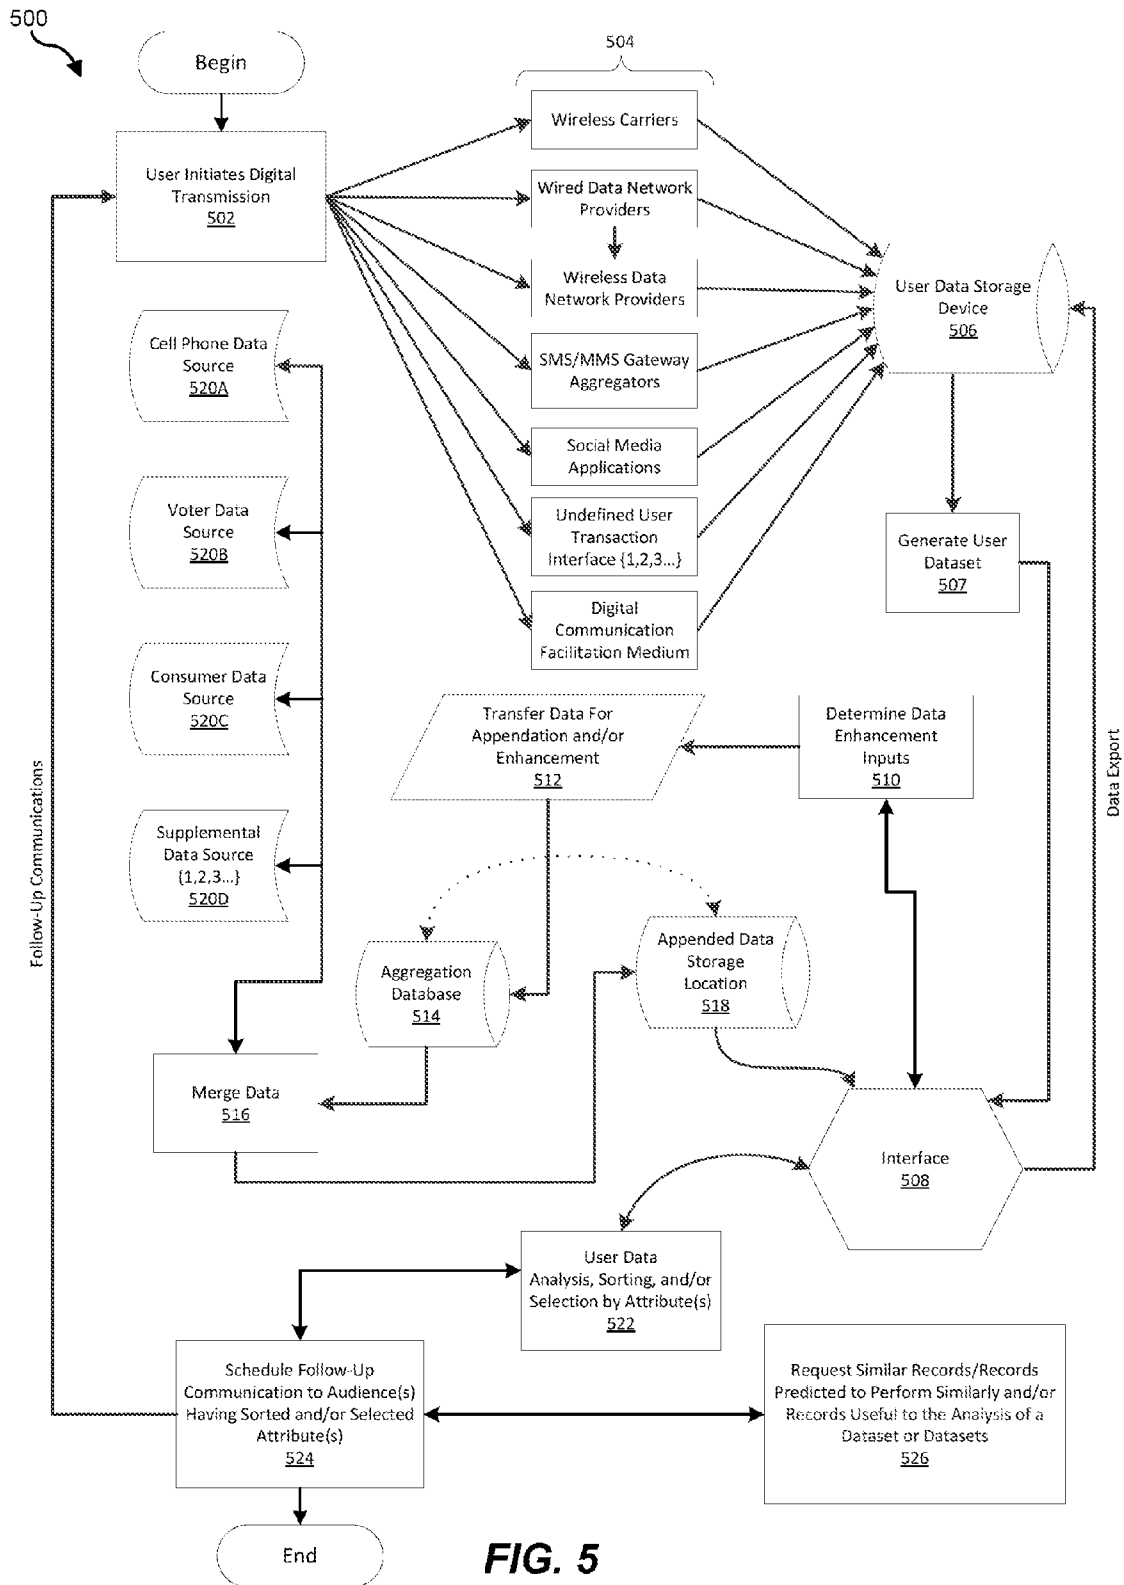 500
Begin
504
User Initiates Digital
Transmission
502
Wireless Carriers
Wired Data Network
Providers
Wireless Data
Network Providers
SMS/MMS Gateway
Aggregators
Social Media
Applications
Undefined User
Transaction
Interface {1,2,3...}
Digital
Communication
Facilitation Medium
User Data Storage
Device
506
Generate User
Dataset
507
Cell Phone Data
Source
520A
Voter Data
Source
520B
Consumer Data
Source
520C
Supplemental
Data Source
{1,2,3...}
520D
Transfer Data For
Appendation and/or
Enhancement
512
Determine Data
Enhancement
Inputs
510
Data Export
Follow-Up Communications
Aggregation
Database
514
Appended Data
Storage
Location
518
Merge Data
516
Interface
508
User Data
Analysis, Sorting, and/or
Selection by Attribute(s)
522
Schedule Follow-Up
Communication to Audience(s)
Having Sorted and/or Selected
Attribute(s)
524
Request Similar Records/Records
Predicted to Perform Similarly and/or
Records Useful to the Analysis of a
Dataset or Datasets
526
End
FIG. 5